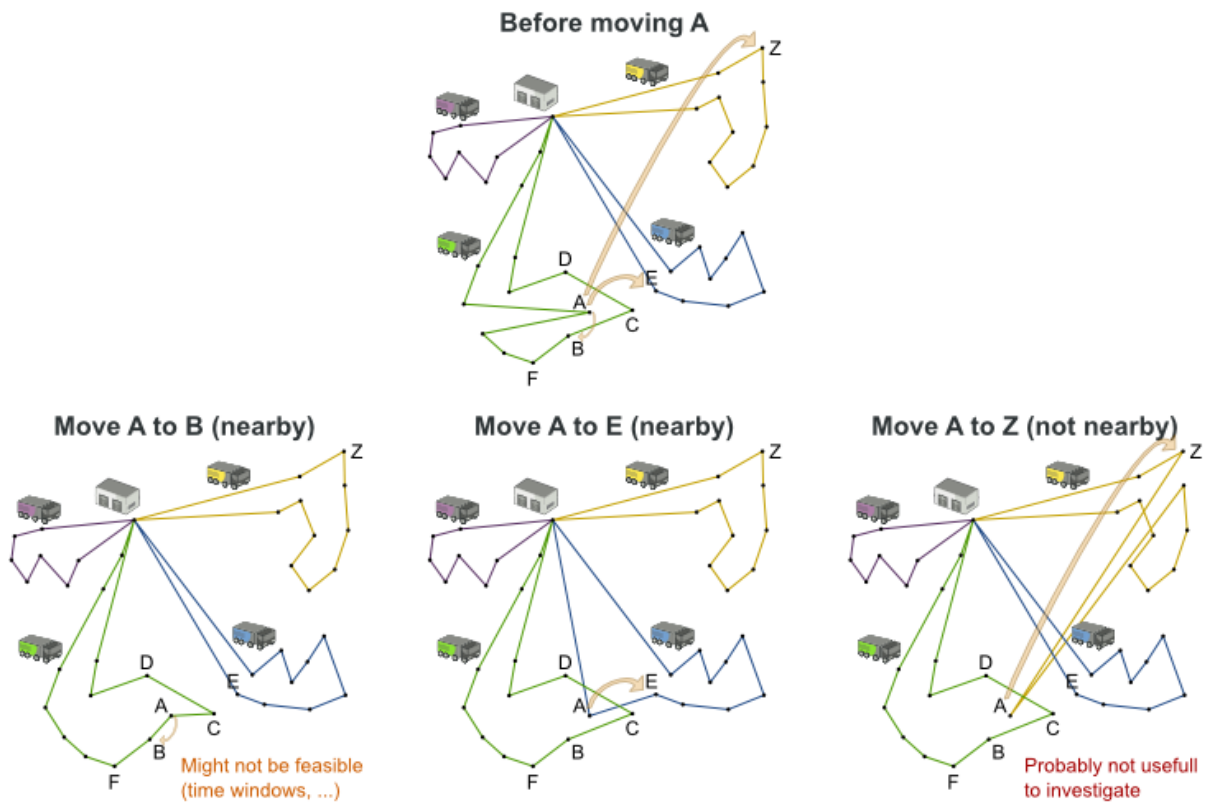 Before moving A
Z
D
E
A
C
B
F
Move A to B (nearby)
Z
D
E
A
C
B
F
Might not be feasible
(time windows, ...)
Move A to E (nearby)
Z
D
E
A
C
B
F
Move A to Z (not nearby)
Z
D
E
A
C
B
F
Probably not usefull
to investigate